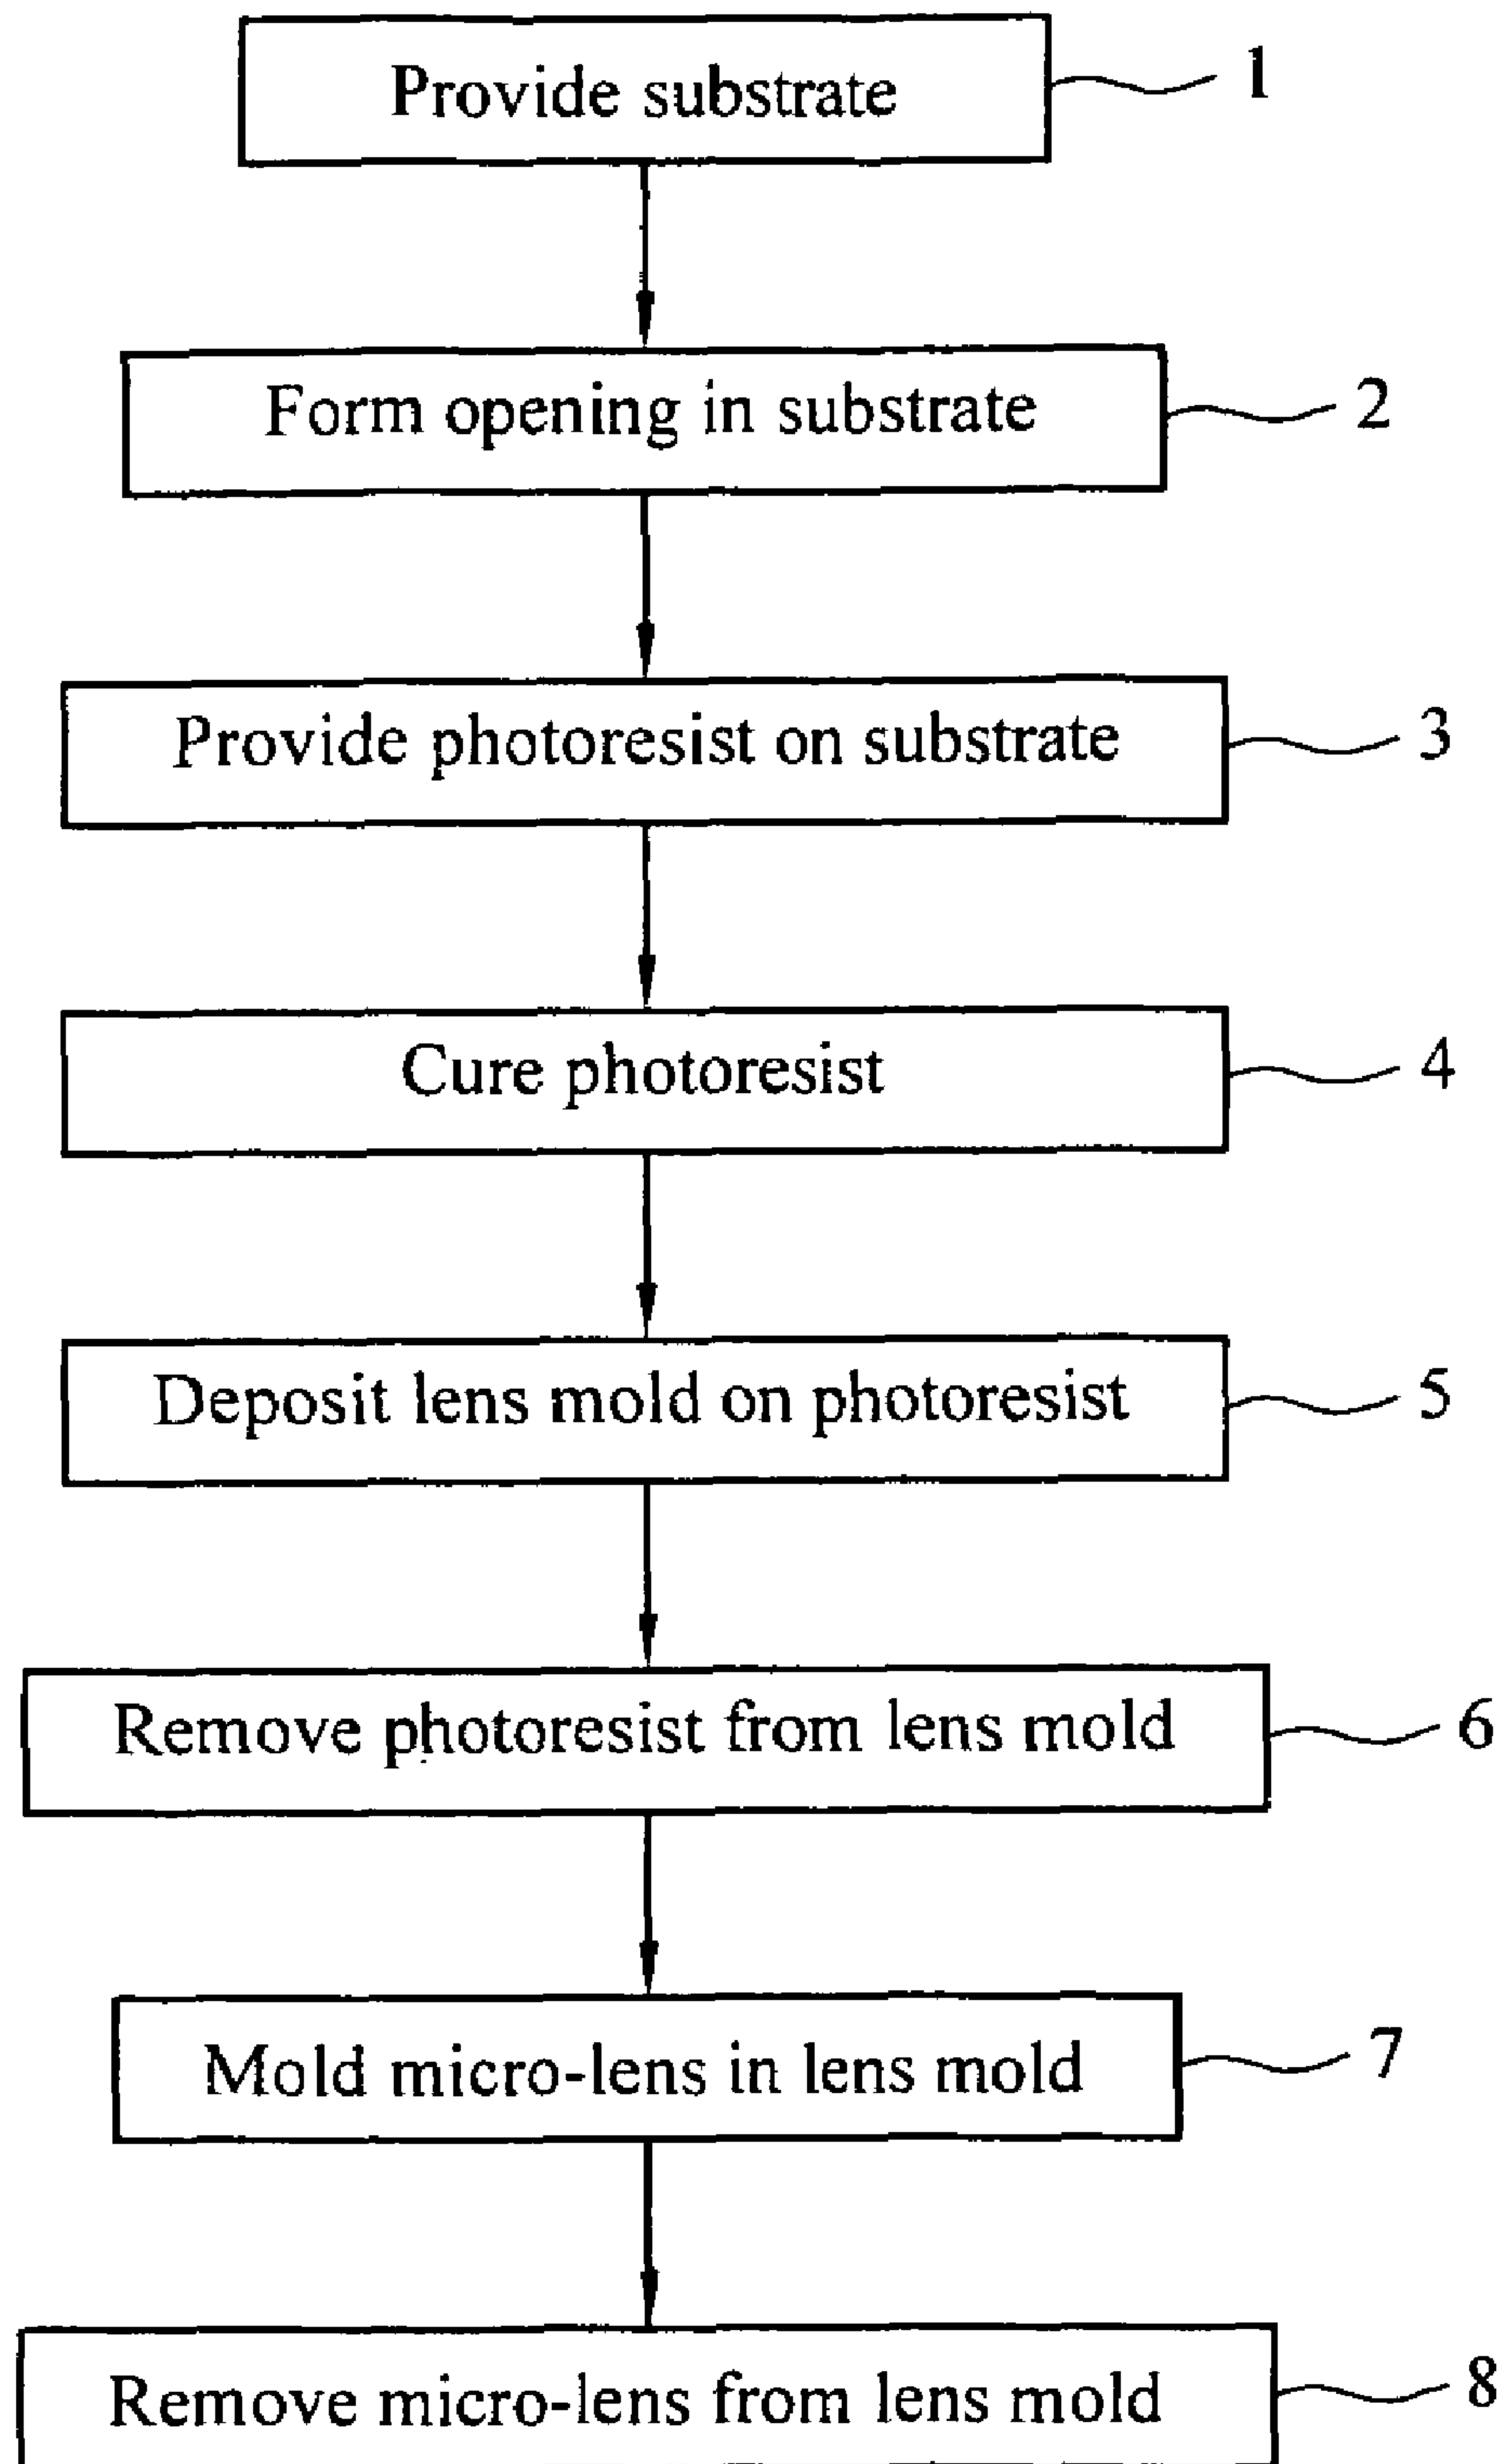 Provide substrate 1
Form opening in substrate 2
Provide photoresist on substrate 3
Cure photoresist 4
Deposit lens mold on photoresist 5
Remove photoresist from lens mold 6
Mold micro-lens in lens mold 7
Remove micro-lens from lens mold 8